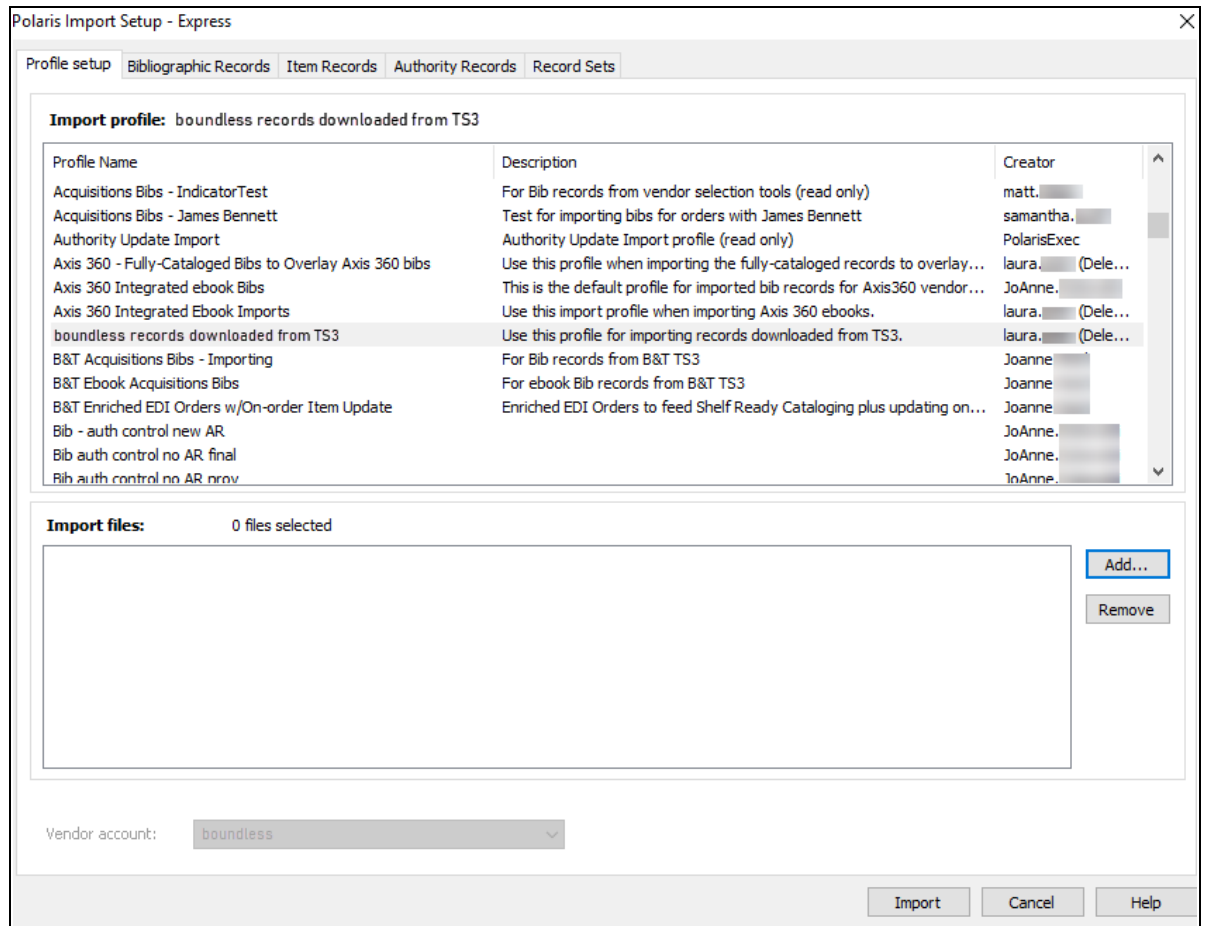 Polaris Import Setup - Express
Profile setup Bibliographic Records Item Records Authority Records Record Sets
Import profile: boundless records downloaded from TS3
Profile Name Description Creator
Acquisitions Bibs - IndicatorTest For Bib records from vendor selection tools (read only) matt.
Acquisitions Bibs - James Bennett Test for importing bibs for orders with James Bennett samantha.
Authority Update Import Authority Update Import profile (read only) PolarisExec
Axis 360 - Fully-Cataloged Bibs to Overlay Axis 360 bibs Use this profile when importing the fully-cataloged records to overlay... laura. (Dele...
Axis 360 Integrated ebook Bibs This is the default profile for imported bib records for Axis360 vendor... JoAnne.
Axis 360 Integrated Ebook Imports Use this import profile when importing Axis 360 ebooks. laura. (Dele...
boundless records downloaded from TS3 Use this profile for importing records downloaded from TS3. laura. (Dele...
B&T Acquisitions Bibs - Importing For Bib records from B&T TS3 Joanne
B&T Ebook Acquisitions Bibs For ebook Bib records from B&T TS3 Joanne
B&T Enriched EDI Orders w/On-order Item Update Enriched EDI Orders to feed Shelf Ready Cataloging plus updating on... Joanne
Bib - auth control new AR JoAnne.
Bib auth control no AR final JoAnne.
Bib auth control no AR prov JoAnne.
Import files: 0 files selected
Add...
Remove
Vendor account: boundless
Import Cancel Help